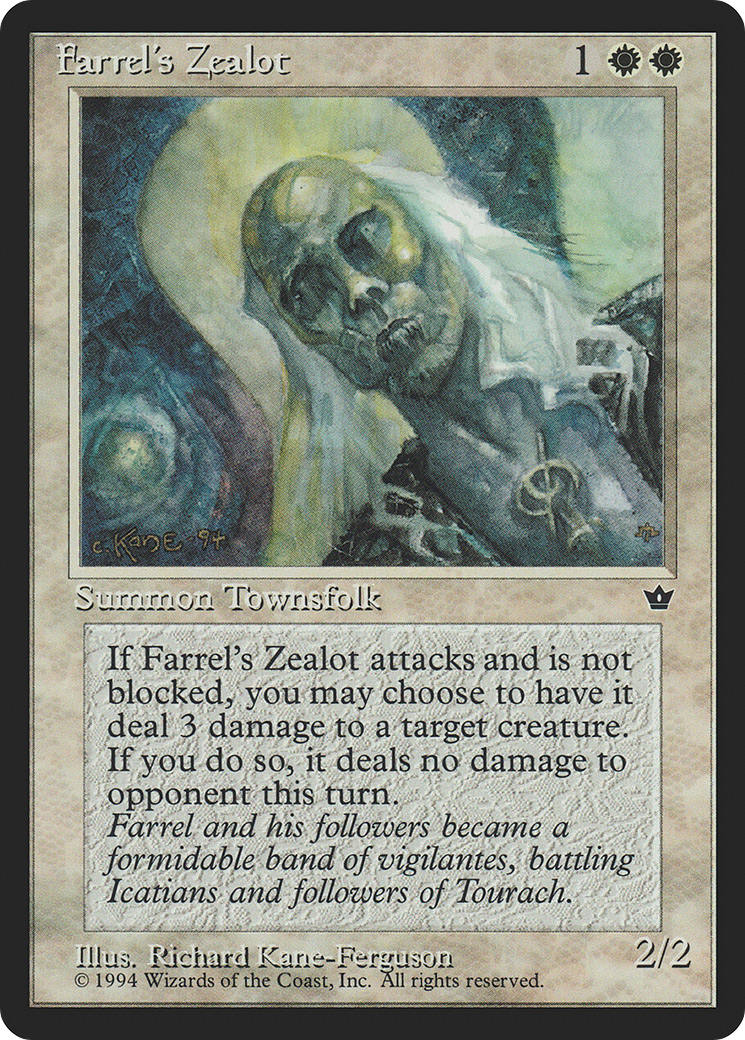 Farrel's Zealot 1
c. Kane 94
Summon Townsfolk
If Farrel's Zealot attacks and is not
blocked, you may choose to have it
deal 3 damage to a target creature.
If you do so, it deals no damage to
opponent this turn.
Farrel and his followers became a
formidable band of vigilantes, battling
Icatians and followers of Tourach.
Illus. Richard Kane-Ferguson 2/2
© 1994 Wizards of the Coast, Inc. All rights reserved.